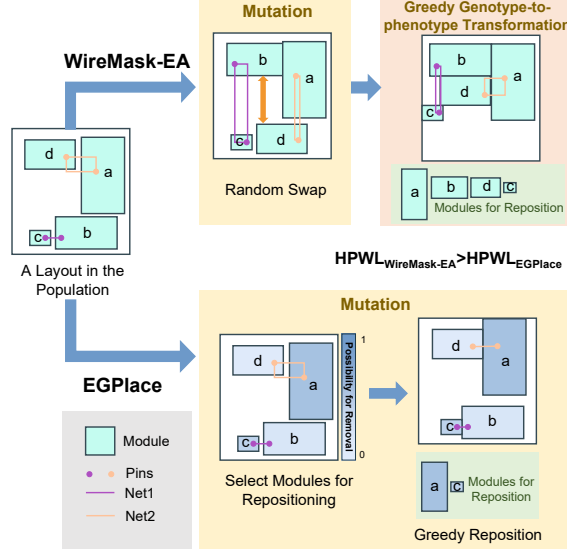 Mutation
Greedy Genotype-to-
phenotype Transformation
WireMask-EA
b
a
c
d
Random Swap
b
a
d
c
a
b
d
c
Modules for Reposition
d
a
c
b
A Layout in the
Population
HPWLWireMask-EA>HPWLEGPlace
Mutation
EGPlace
Module
Pins
Net1
Net2
d
a
c
b
1
Possibility for Removal
0
Select Modules for
Repositioning
d
a
c
b
a
c
Modules for
Reposition
Greedy Reposition